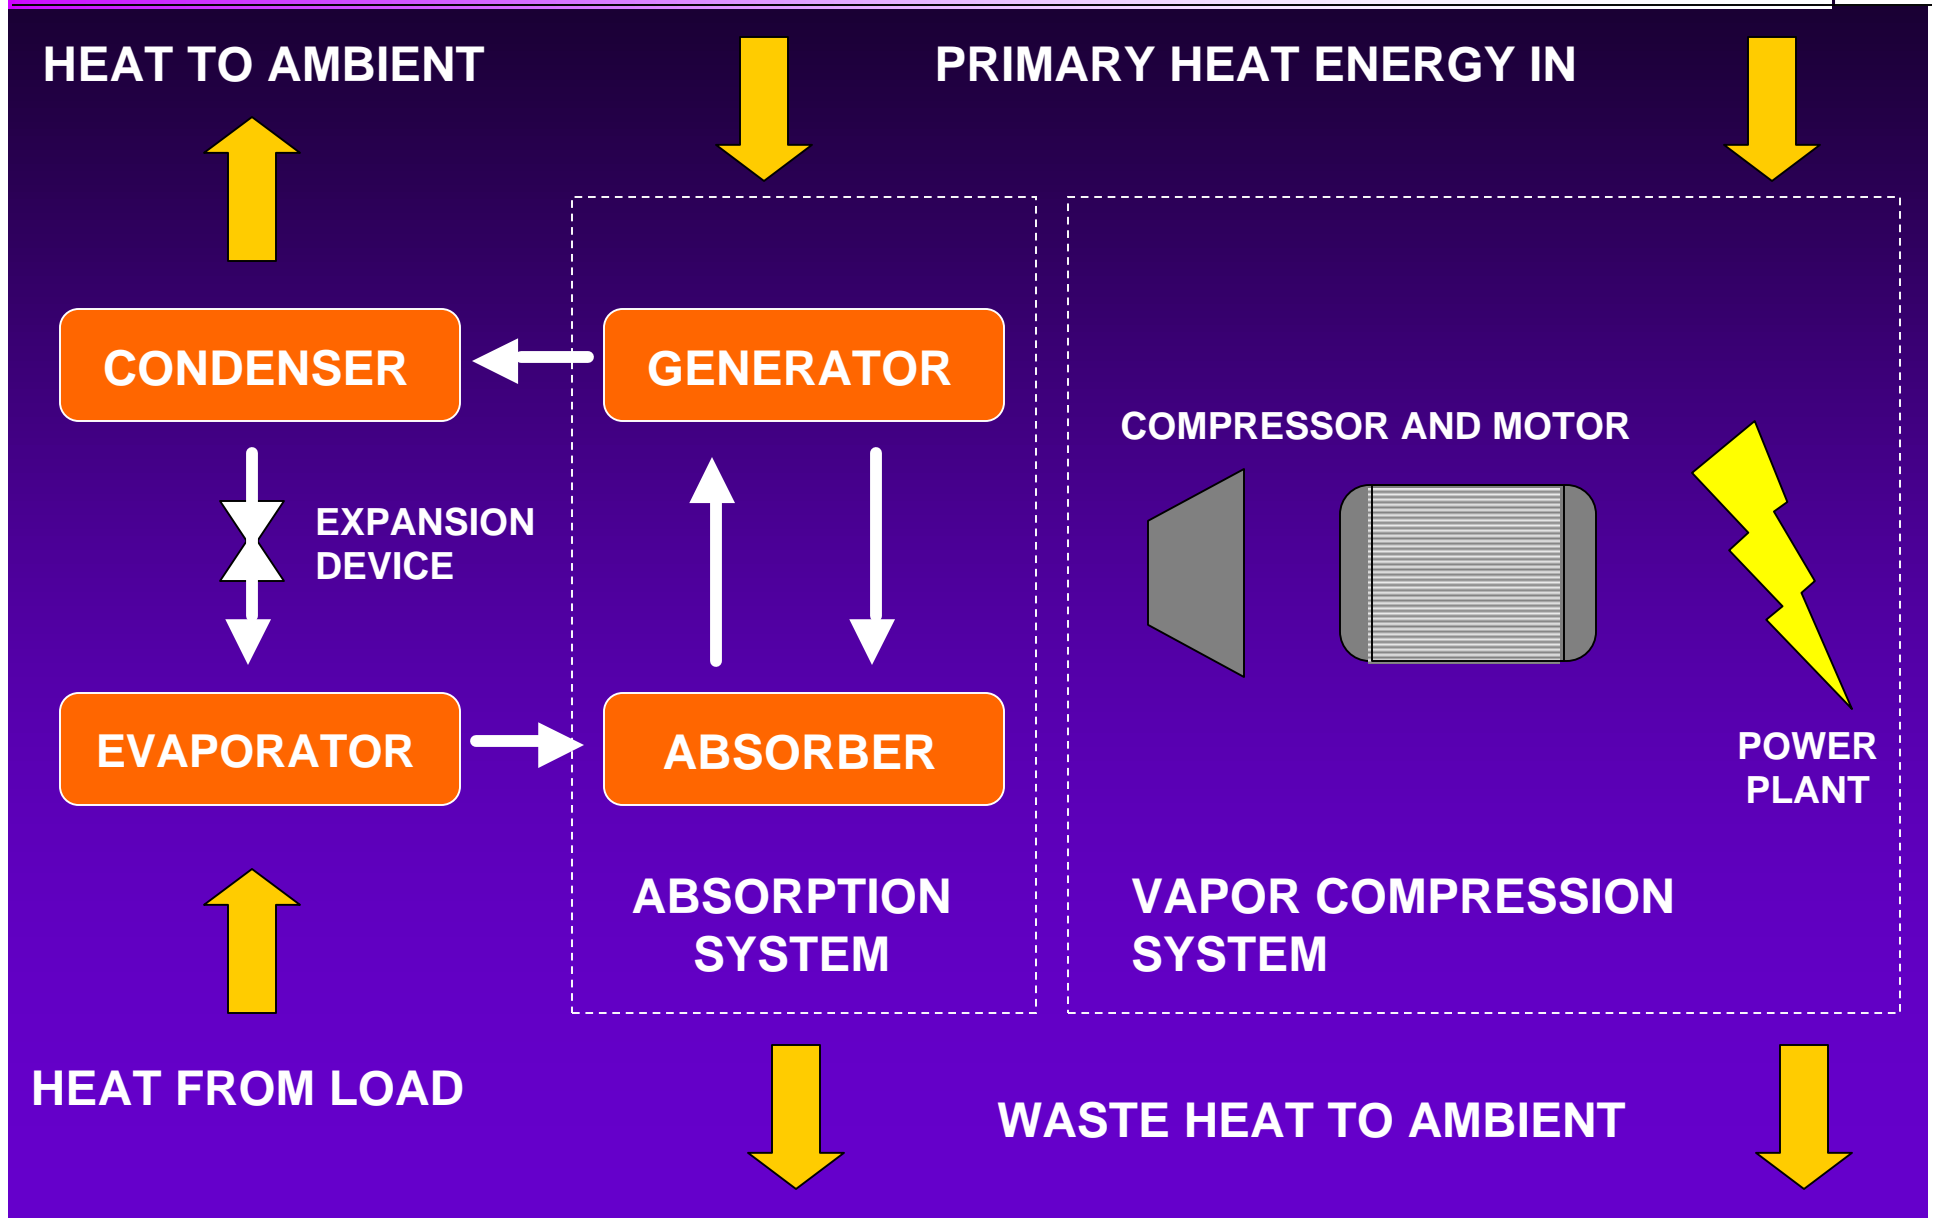 HEAT TO AMBIENT
PRIMARY HEAT ENERGY IN
CONDENSER
GENERATOR
COMPRESSOR AND MOTOR
EXPANSION
DEVICE
EVAPORATOR
ABSORBER
POWER
PLANT
ABSORPTION
SYSTEM
VAPOR COMPRESSION
SYSTEM
HEAT FROM LOAD
WASTE HEAT TO AMBIENT